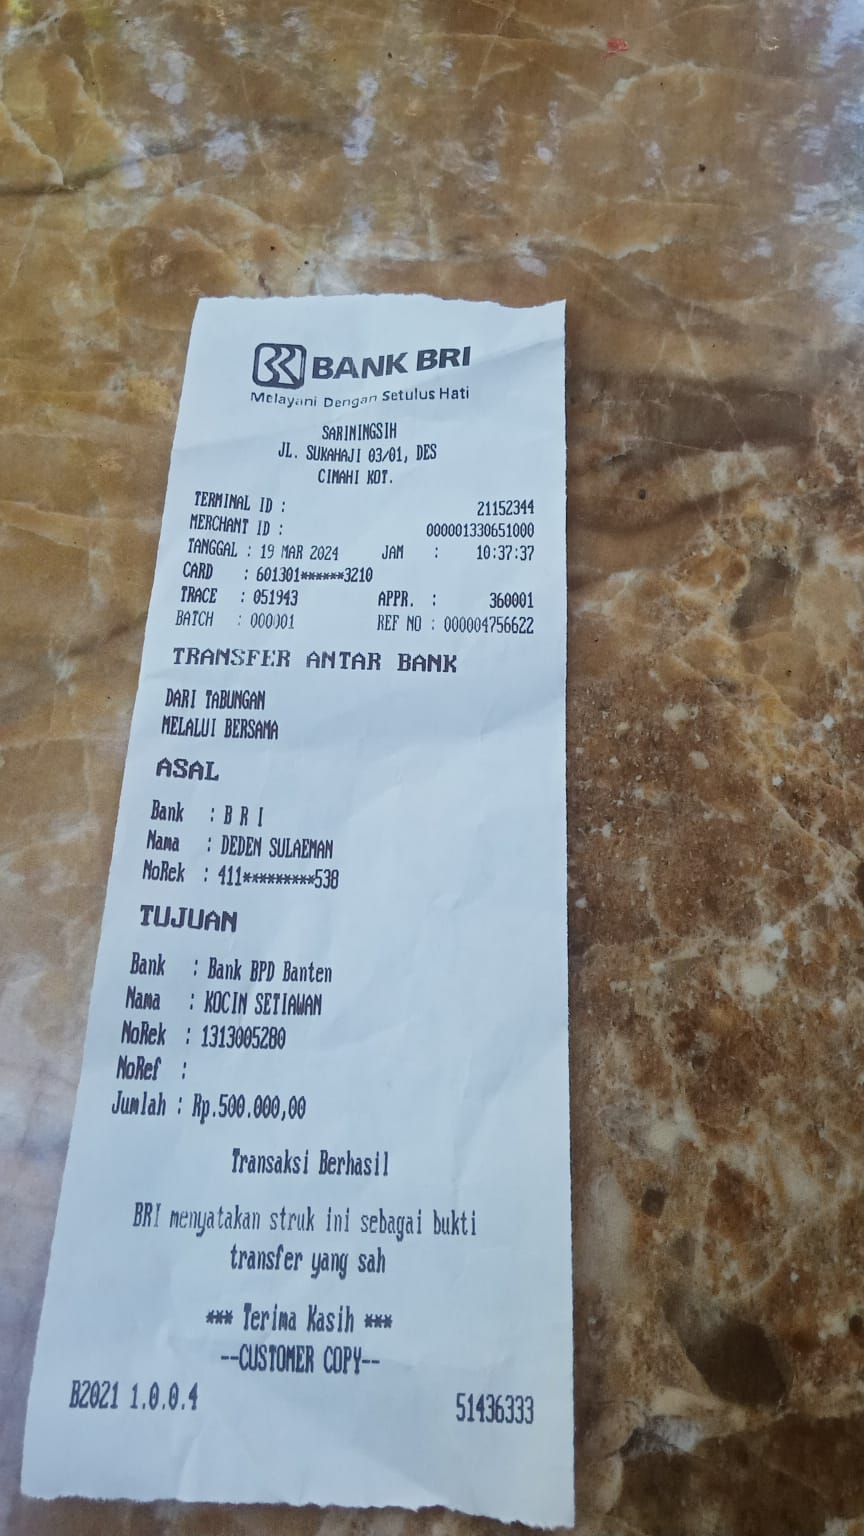 BANK BRI
Melayani Dengan Setulus Hati
SARININGSIH
JL. SUKAHAJI 03/01, DES
CIMAHI KOT.
TERMINAL ID : 21152344
MERCHANT ID : 000001330651000
TANGGAL : 19 MAR 2024 JAM : 10:37:37
CARD : 601301******3210
TRACE : 051943 APPR. : 360001
BATCH : 000001 REF NO : 000004756622
TRANSFER ANTAR BANK
DARI TABUNGAN
MELALUI BERSAMA
ASAL
Bank : B R I
Nama : DEDEN SULAEMAN
NoRek : 411*********538
TUJUAN
Bank : Bank BPD Banten
Nama : KOCIN SETIAWAN
NoRek : 1313005280
NoRef :
Jumlah : Rp.500.000,00
Transaksi Berhasil
BRI menyatakan struk ini sebagai bukti
transfer yang sah
*** Terima Kasih ***
--CUSTOMER COPY--
B2021 1.0.0.4 51436333